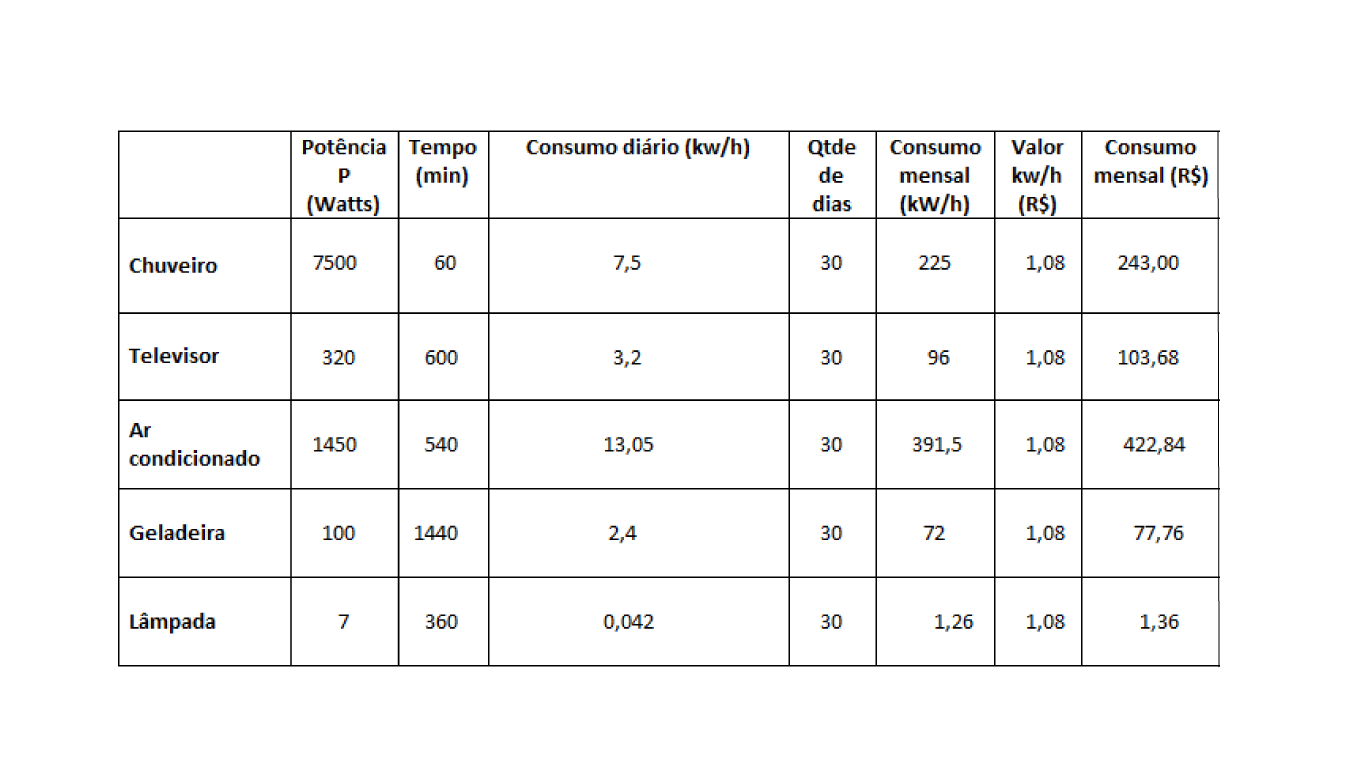 Potência P (Watts) Tempo (min) Consumo diário (kw/h) Qtde de dias Consumo mensal (kW/h) Valor kw/h (R$) Consumo mensal (R$)
Chuveiro 7500 60 7,5 30 225 1,08 243,00
Televisor 320 600 3,2 30 96 1,08 103,68
Ar condicionado 1450 540 13,05 30 391,5 1,08 422,84
Geladeira 100 1440 2,4 30 72 1,08 77,76
Lâmpada 7 360 0,042 30 1,26 1,08 1,36